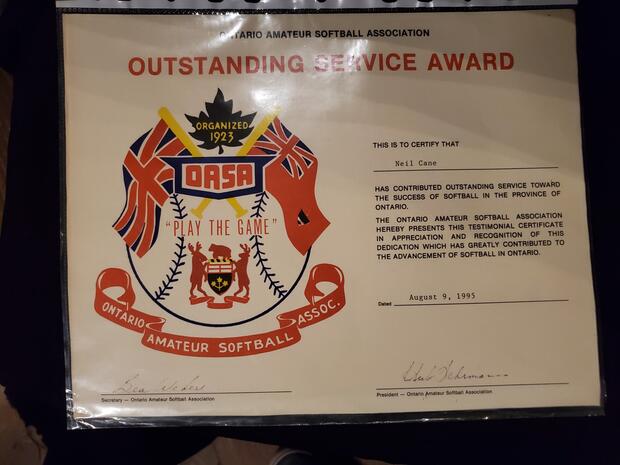 ONTARIO AMATEUR SOFTBALL ASSOCIATION
OUTSTANDING SERVICE AWARD
ORGANIZED
1923
OASA
"PLAY THE GAME"
ONTARIO AMATEUR SOFTBALL ASSOC.
THIS IS TO CERTIFY THAT
Neil Cane
HAS CONTRIBUTED OUTSTANDING SERVICE TOWARD
THE SUCCESS OF SOFTBALL IN THE PROVINCE OF
ONTARIO.
THE ONTARIO AMATEUR SOFTBALL ASSOCIATION
HEREBY PRESENTS THIS TESTIMONIAL CERTIFICATE
IN APPRECIATION AND RECOGNITION OF THIS
DEDICATION WHICH HAS GREATLY CONTRIBUTED TO
THE ADVANCEMENT OF SOFTBALL IN ONTARIO.
Dated August 9, 1995
Secretary — Ontario Amateur Softball Association
President — Ontario Amateur Softball Association